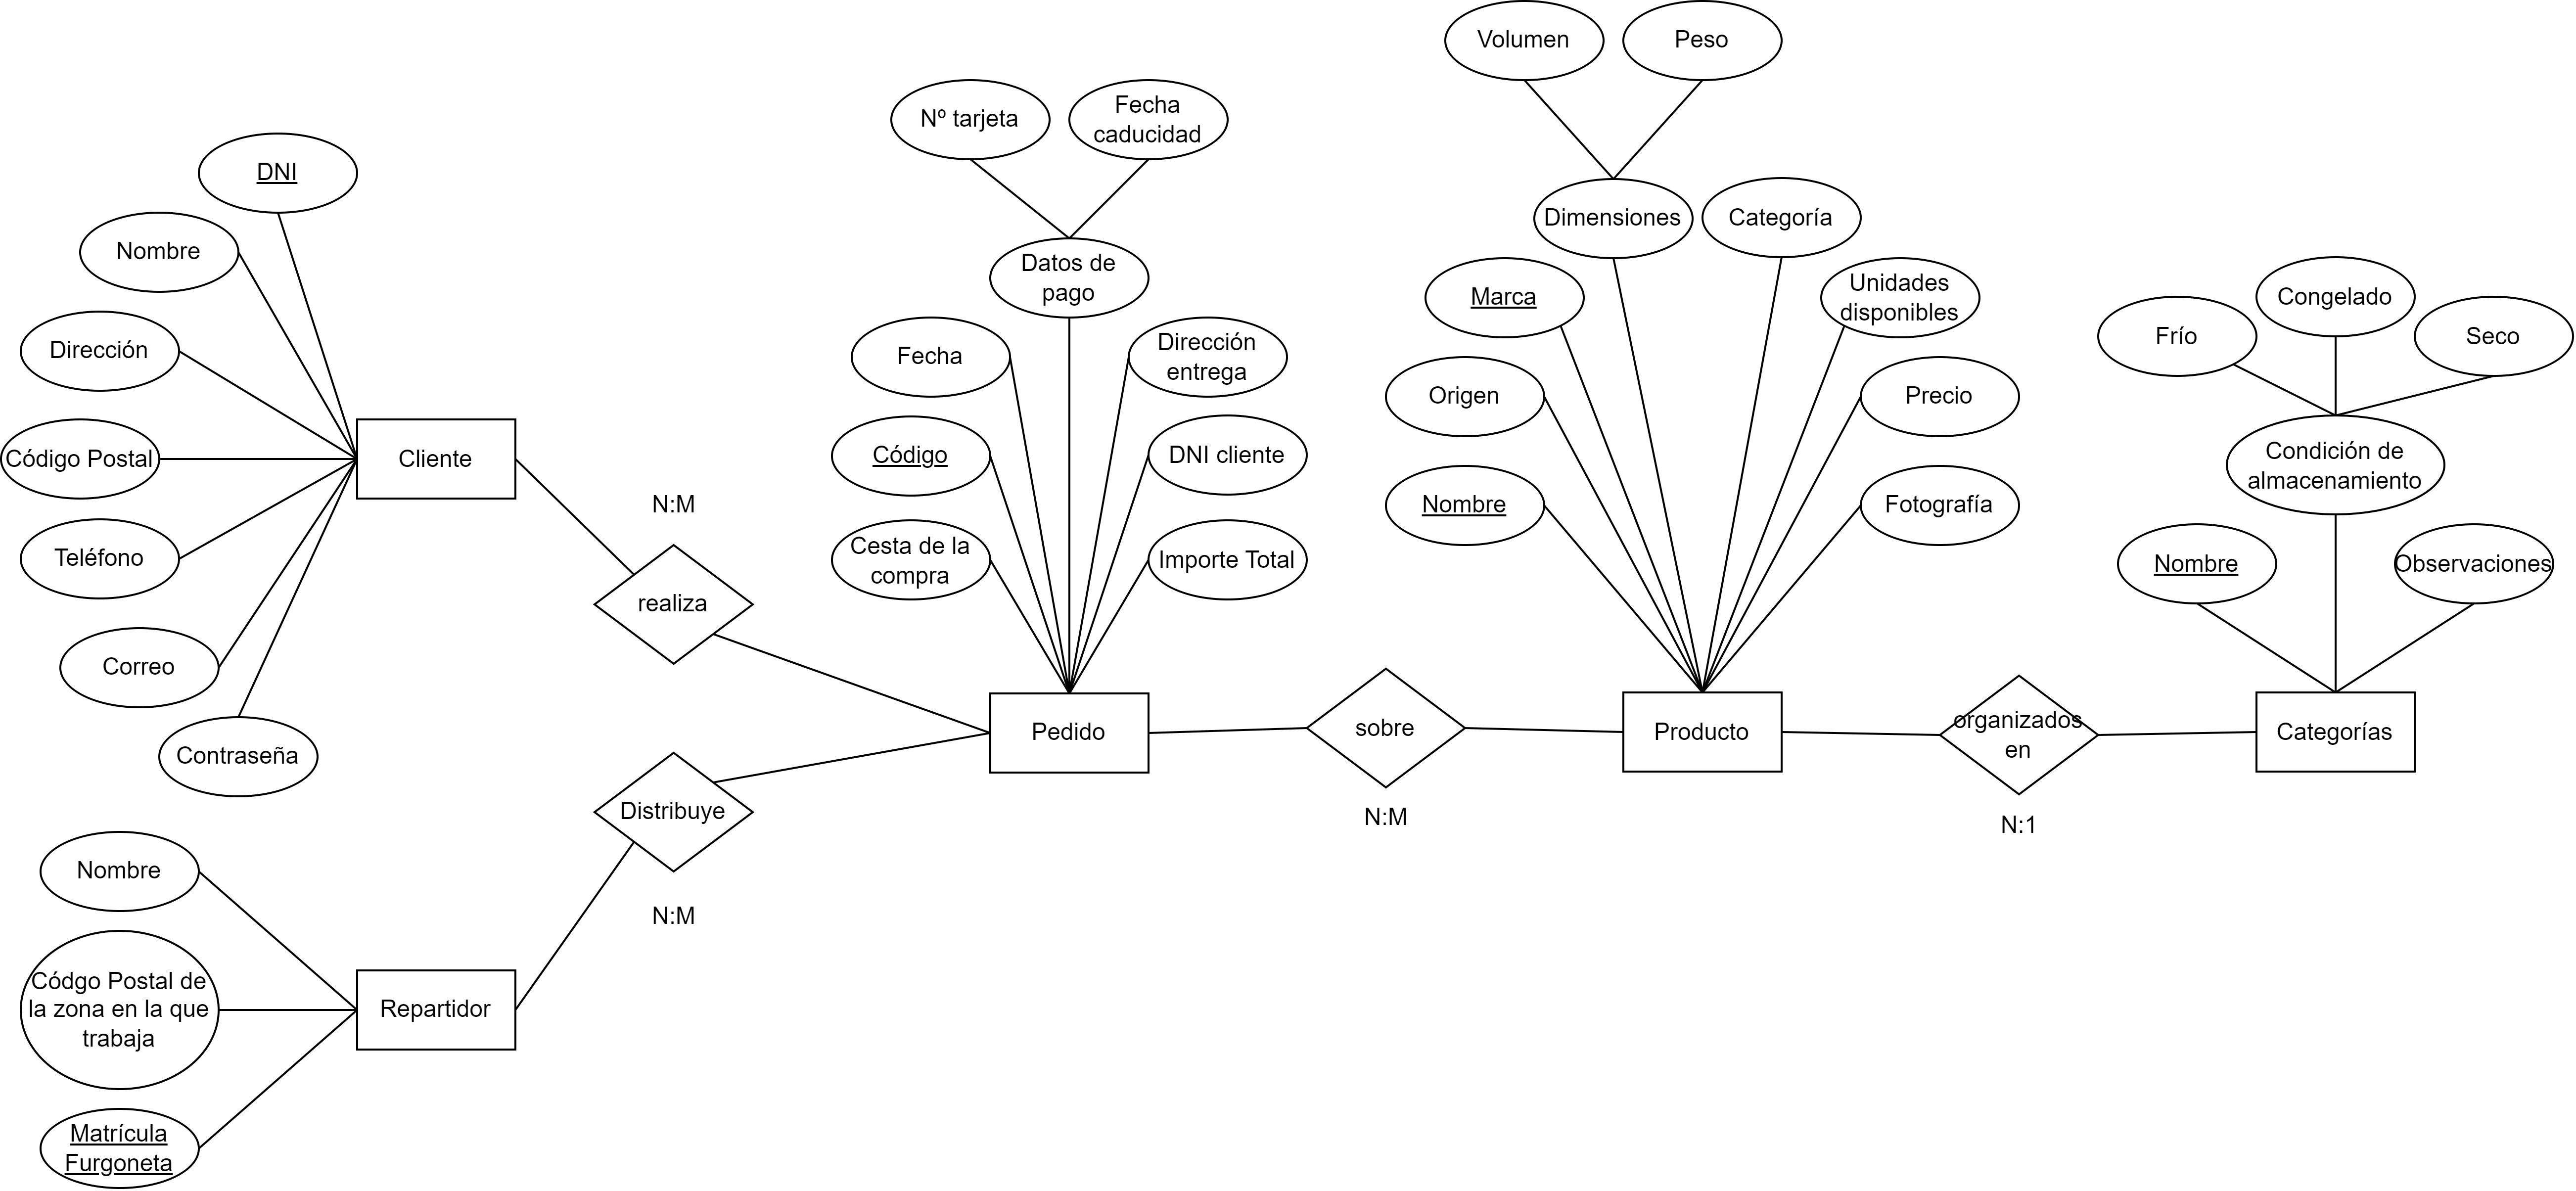 Volumen
Peso
Nº tarjeta
Fecha
caducidad
DNI
Nombre
Dimensiones
Categoría
Datos de
pago
Marca
Unidades
disponibles
Congelado
Frío
Seco
Dirección
Fecha
Dirección
entrega
Origen
Precio
Código Postal
Cliente
Código
DNI cliente
Condición de
almacenamiento
N:M
Nombre
Fotografía
Teléfono
Cesta de la
compra
Importe Total
Nombre
Observaciones
realiza
Correo
Contraseña
Pedido
sobre
Producto
organizados
en
Categorías
Distribuye
N:M
N:1
Nombre
N:M
Códgo Postal de
la zona en la que
trabaja
Repartidor
Matrícula
Furgoneta